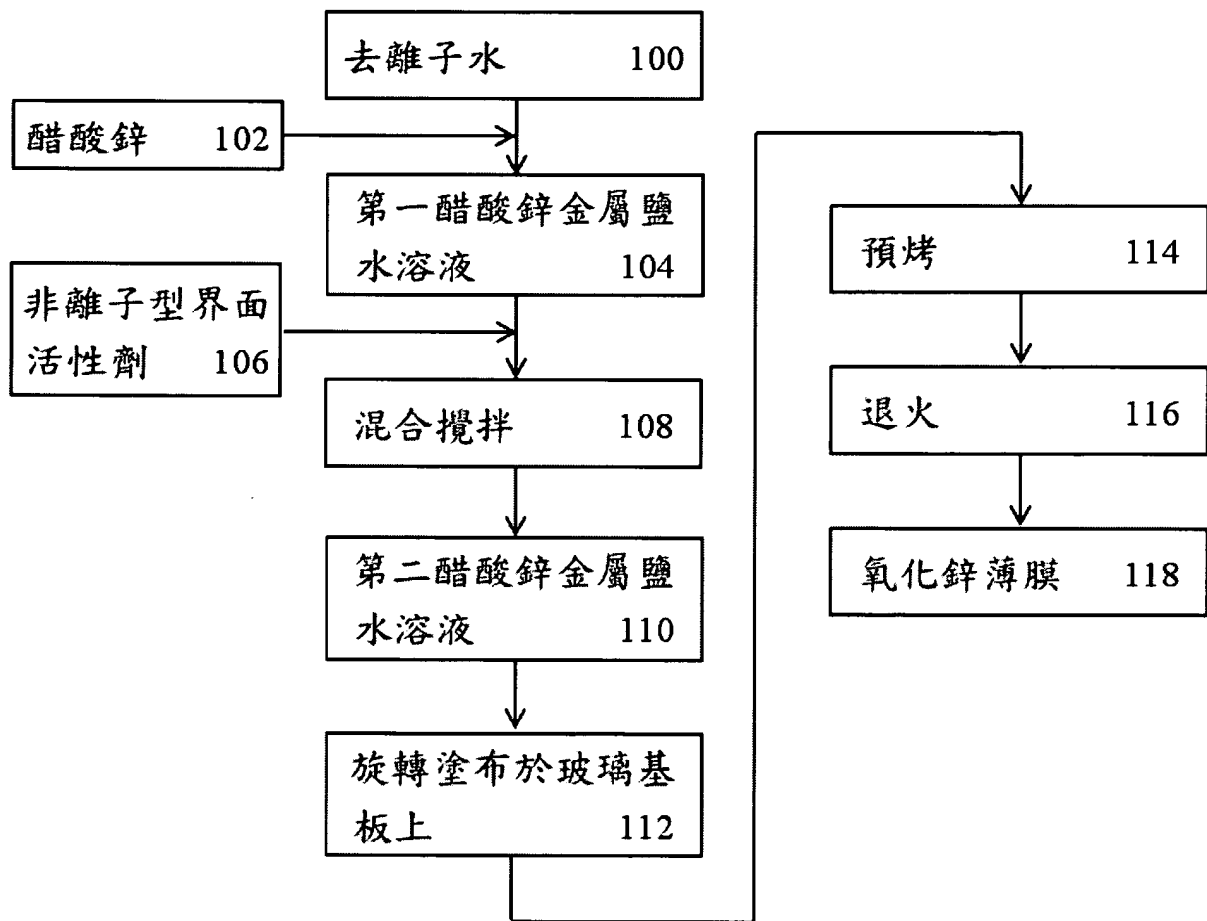 去離子水 100
醋酸鋅 102
第一醋酸鋅金屬鹽
水溶液 104
非離子型界面
活性劑 106
混合攪拌 108
第二醋酸鋅金屬鹽
水溶液 110
旋轉塗布於玻璃基
板上 112
預烤 114
退火 116
氧化鋅薄膜 118